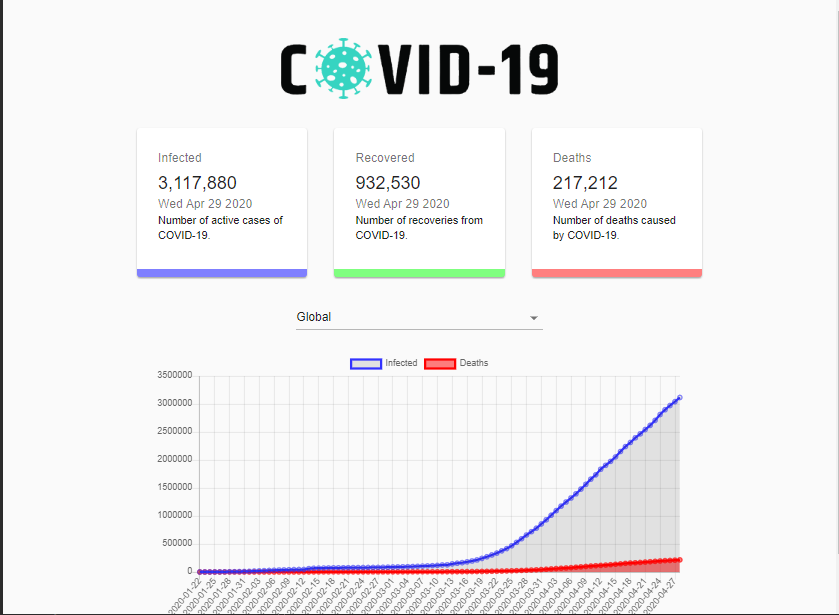 COVID-19
Infected
3,117,880
Wed Apr 29 2020
Number of active cases of
COVID-19.
Recovered
932,530
Wed Apr 29 2020
Number of recoveries from
COVID-19.
Deaths
217,212
Wed Apr 29 2020
Number of deaths caused
by COVID-19.
Global
Infected Deaths
3500000
3000000
2500000
2000000
1500000
1000000
500000
0
2020-01-22
2020-01-25
2020-01-28
2020-01-31
2020-02-03
2020-02-06
2020-02-09
2020-02-12
2020-02-15
2020-02-18
2020-02-21
2020-02-24
2020-02-27
2020-03-01
2020-03-04
2020-03-07
2020-03-10
2020-03-13
2020-03-16
2020-03-19
2020-03-22
2020-03-25
2020-03-28
2020-03-31
2020-04-03
2020-04-06
2020-04-09
2020-04-12
2020-04-15
2020-04-18
2020-04-21
2020-04-24
2020-04-27